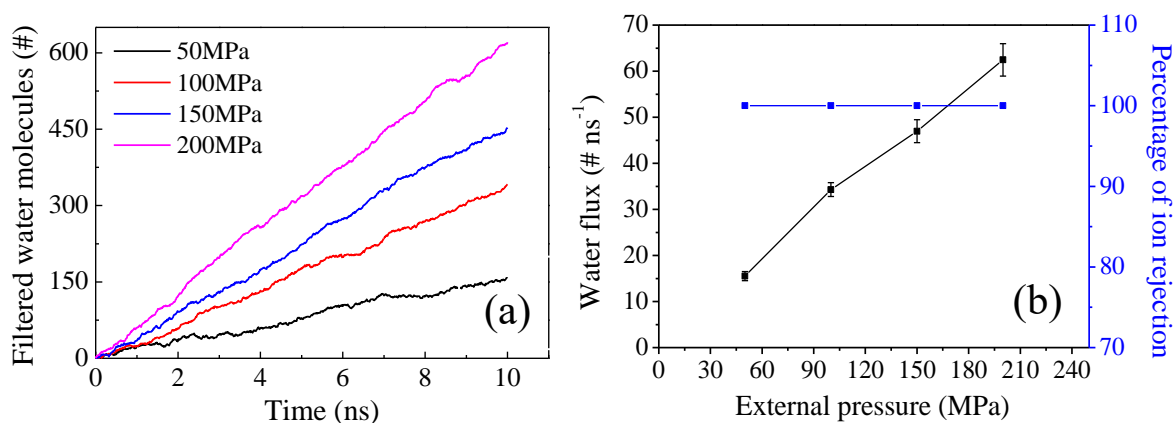 Filtered water molecules (#)
600
450
300
150
0
50MPa
100MPa
150MPa
200MPa
(a)
0 2 4 6 8 10
Time (ns)
(b)
Water flux (# ns⁻¹)
70
60
50
40
30
20
10
0
0 30 60 90 120 150 180 210 240
External pressure (MPa)
110
100
90
80
70
Percentage of ion rejection